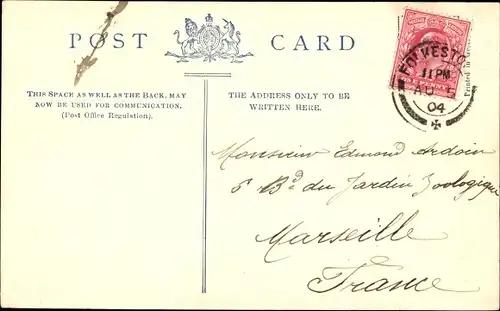 POST CARD
THIS SPACE AS WELL AS THE BACK, MAY
NOW BE USED FOR COMMUNICATION.
(Post Office Regulation).
THE ADDRESS ONLY TO BE
WRITTEN HERE.
11 PM
AU
04
Printed in
Monsieur Edmond Ardoin
Bd du Jardin Zoologique
Marseille
France